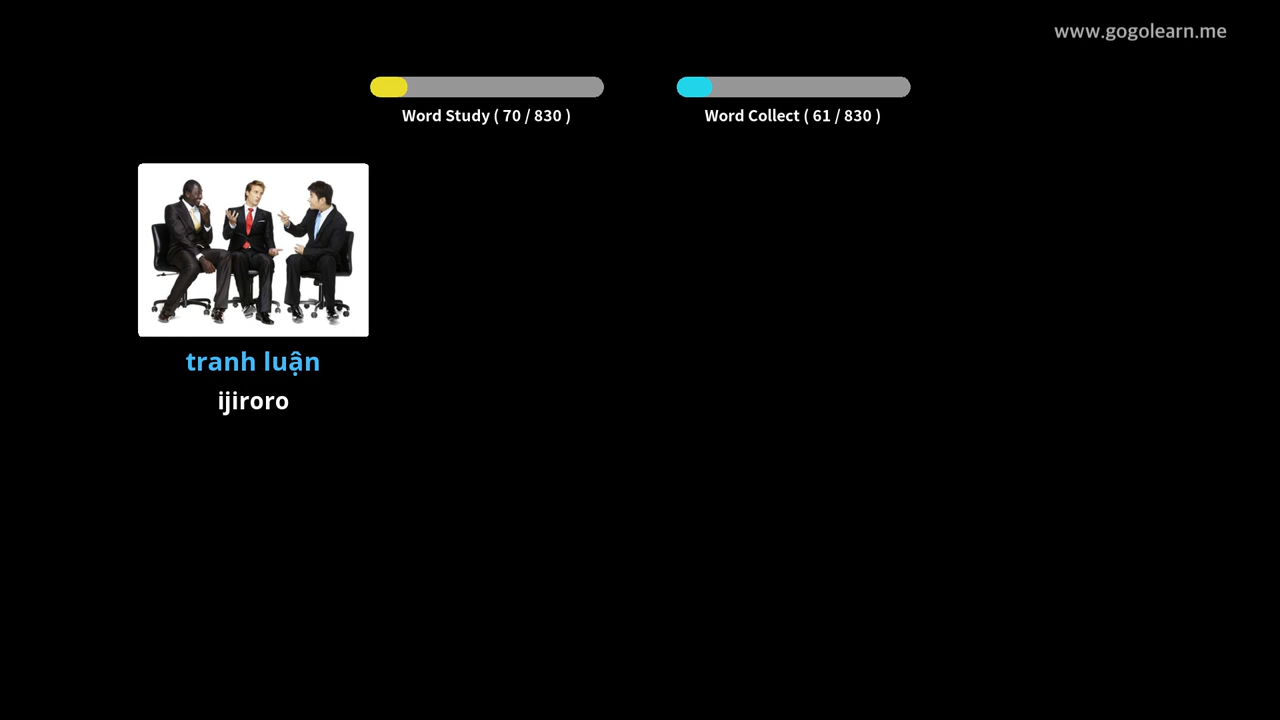 www.gogolearn.me
Word Study ( 70 / 830 )
Word Collect ( 61 / 830 )
tranh luận
ijiroro